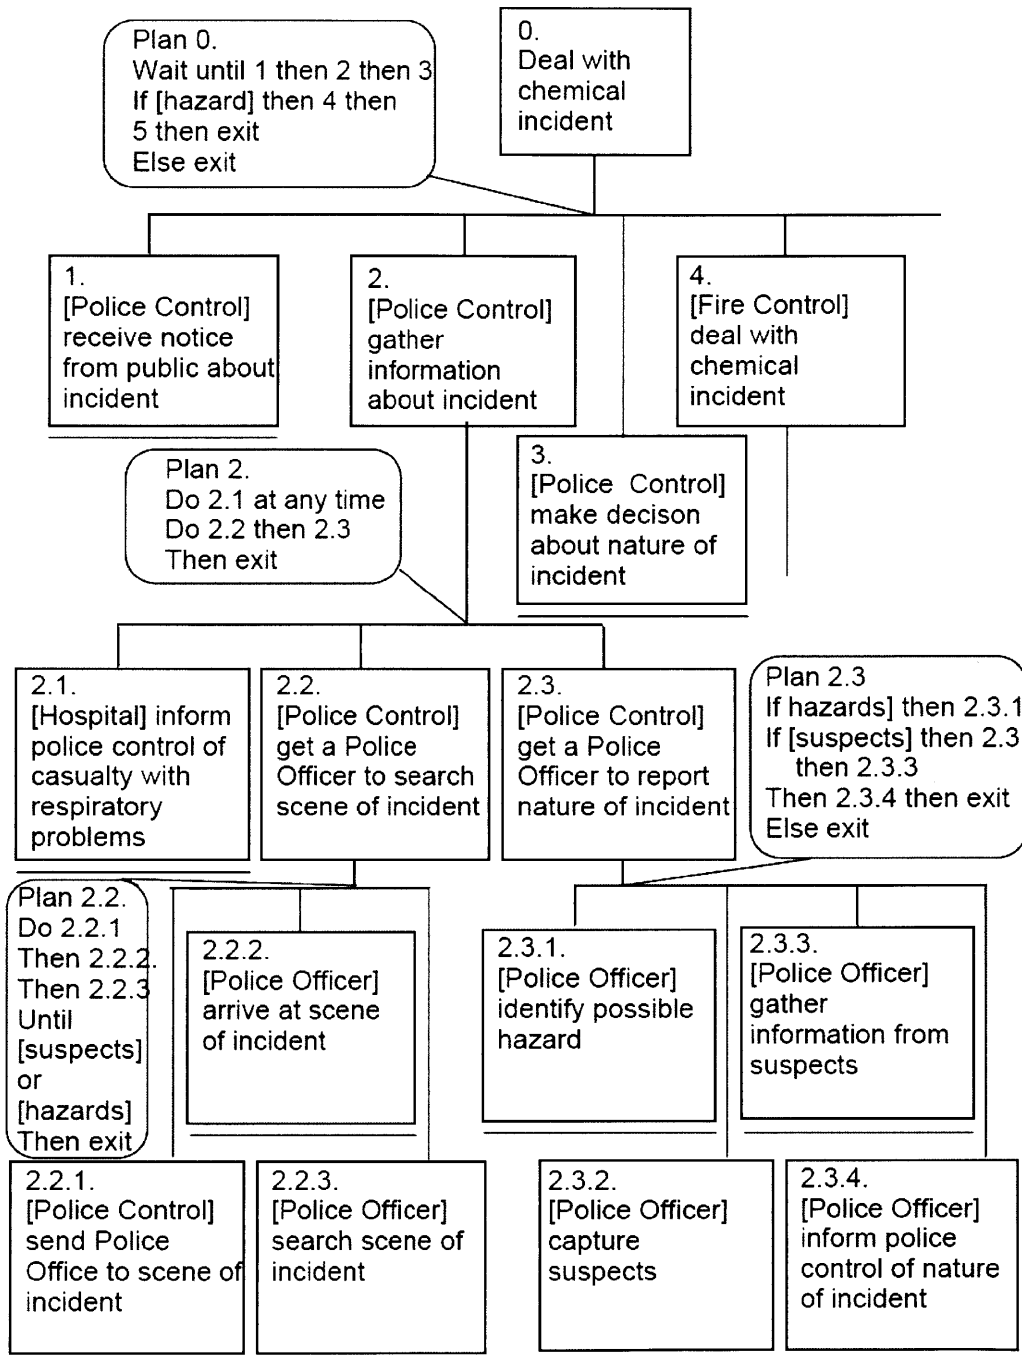 Plan 0.
Wait until 1 then 2 then 3
If [hazard] then 4 then
5 then exit
Else exit
0.
Deal with
chemical
incident
1.
[Police Control]
receive notice
from public about
incident
2.
[Police Control]
gather
information
about incident
4.
[Fire Control]
deal with
chemical
incident
3.
[Police Control]
make decison
about nature of
incident
Plan 2.
Do 2.1 at any time
Do 2.2 then 2.3
Then exit
2.1.
[Hospital] inform
police control of
casualty with
respiratory
problems
2.2.
[Police Control]
get a Police
Officer to search
scene of incident
2.3.
[Police Control]
get a Police
Officer to report
nature of incident
Plan 2.3
If hazards] then 2.3.1
If [suspects] then 2.3
then 2.3.3
Then 2.3.4 then exit
Else exit
Plan 2.2.
Do 2.2.1
Then 2.2.2.
Then 2.2.3
Until
[suspects]
or
[hazards]
Then exit
2.2.2.
[Police Officer]
arrive at scene
of incident
2.3.1.
[Police Officer]
identify possible
hazard
2.3.3.
[Police Officer]
gather
information from
suspects
2.2.1.
[Police Control]
send Police
Office to scene of
incident
2.2.3.
[Police Officer]
search scene of
incident
2.3.2.
[Police Officer]
capture
suspects
2.3.4.
[Police Officer]
inform police
control of nature
of incident